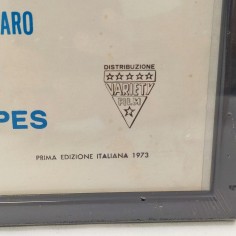 ARO
DISTRIBUZIONE
VARIETY
FILM
PES
PRIMA EDIZIONE ITALIANA 1973